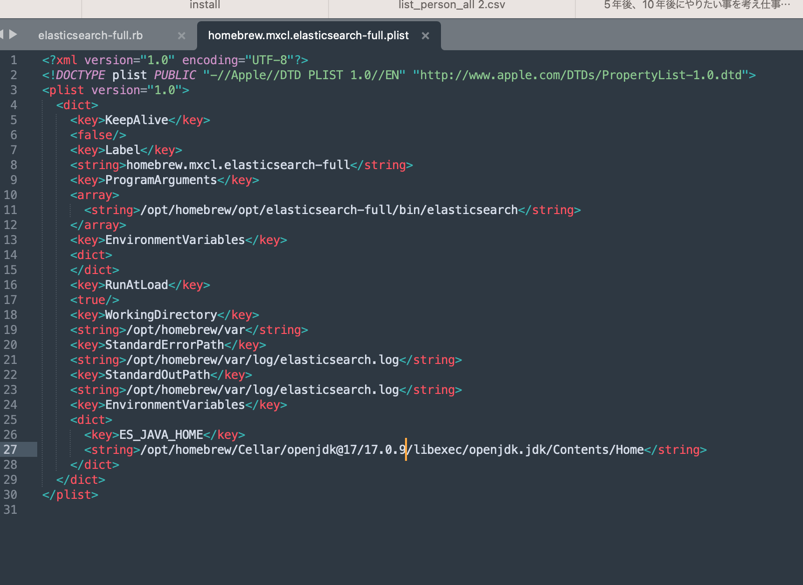 install
list_person_all 2.csv
5年後、10年後にやりたい事を考え仕事…
elasticsearch-full.rb ×
homebrew.mxcl.elasticsearch-full.plist ×
1 <?xml version="1.0" encoding="UTF-8"?>
2 <!DOCTYPE plist PUBLIC "-//Apple//DTD PLIST 1.0//EN" "http://www.apple.com/DTDs/PropertyList-1.0.dtd">
3 <plist version="1.0">
4   <dict>
5     <key>KeepAlive</key>
6     <false/>
7     <key>Label</key>
8     <string>homebrew.mxcl.elasticsearch-full</string>
9     <key>ProgramArguments</key>
10     <array>
11       <string>/opt/homebrew/opt/elasticsearch-full/bin/elasticsearch</string>
12     </array>
13     <key>EnvironmentVariables</key>
14     <dict>
15     </dict>
16     <key>RunAtLoad</key>
17     <true/>
18     <key>WorkingDirectory</key>
19     <string>/opt/homebrew/var</string>
20     <key>StandardErrorPath</key>
21     <string>/opt/homebrew/var/log/elasticsearch.log</string>
22     <key>StandardOutPath</key>
23     <string>/opt/homebrew/var/log/elasticsearch.log</string>
24     <key>EnvironmentVariables</key>
25     <dict>
26       <key>ES_JAVA_HOME</key>
27       <string>/opt/homebrew/Cellar/openjdk@17/17.0.9/libexec/openjdk.jdk/Contents/Home</string>
28     </dict>
29   </dict>
30 </plist>
31